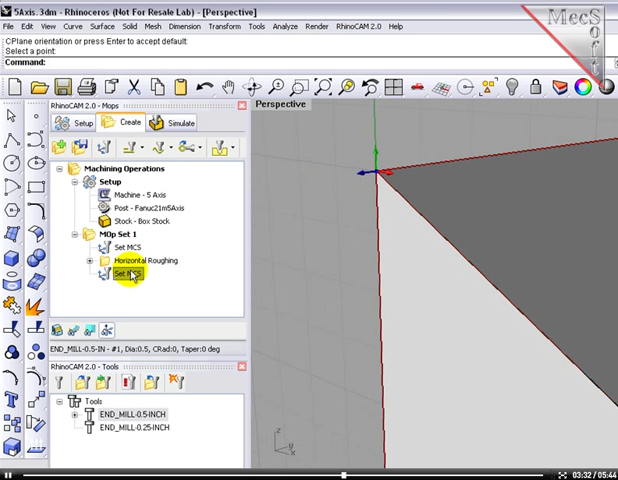 5Axis.3dm - Rhinoceros (Not For Resale Lab) - [Perspective]
MecSoft
File Edit View Curve Surface Solid Mesh Dimension Transform Tools Analyze Render RhinoCAM 2.0 Help
CPlane orientation or press Enter to accept default:
Select a point:
Command:
RhinoCAM 2.0 - Mops
Perspective
Setup Create Simulate
Machining Operations
Setup
Machine - 5 Axis
Post - Fanuc21m5Axis
Stock - Box Stock
MOp Set 1
Set MCS
Horizontal Roughing
Set MCS
END_MILL-0.5-IN - #1, Dia:0.5, CRad:0, Taper:0 deg
RhinoCAM 2.0 - Tools
Tools
END_MILL-0.5-INCH
END_MILL-0.25-INCH
z
y
x
03:32 / 05:44